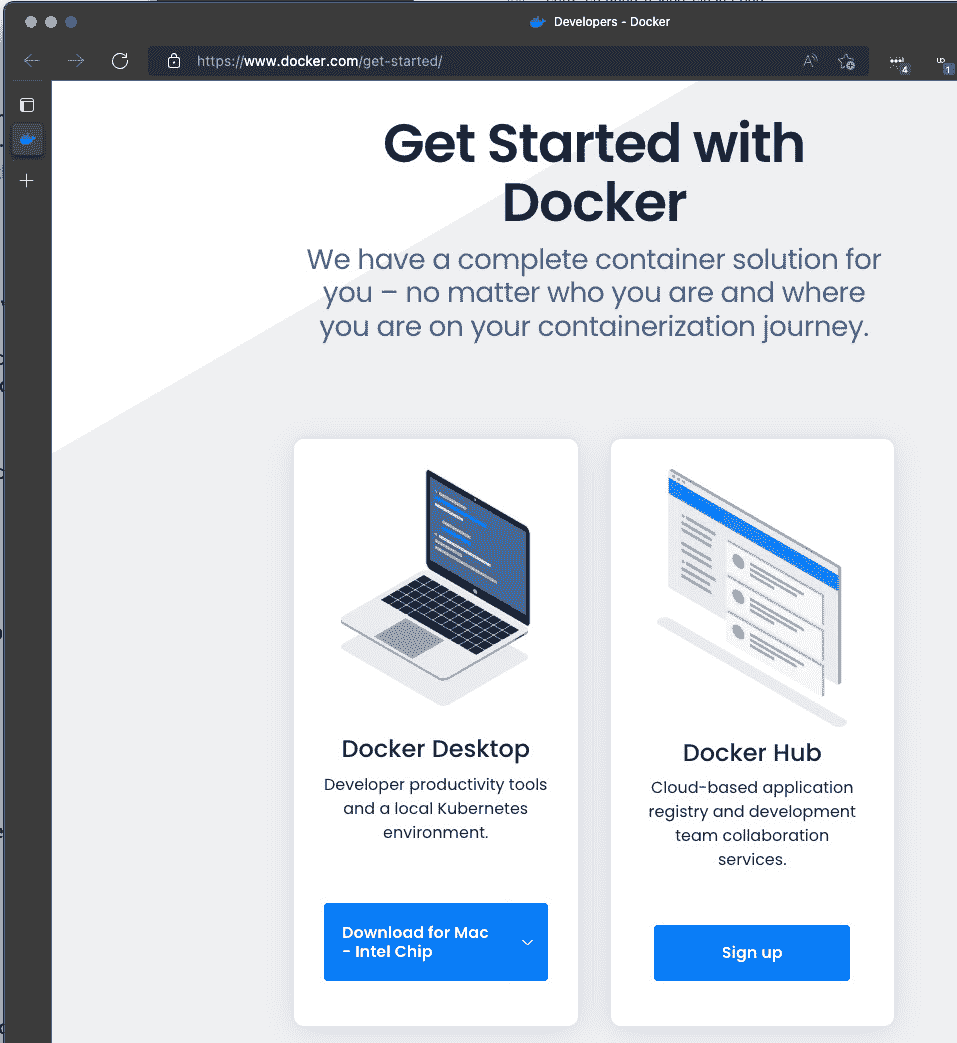 Developers - Docker
https://www.docker.com/get-started/
4
1
Get Started with
Docker
We have a complete container solution for
you – no matter who you are and where
you are on your containerization journey.
Docker Desktop
Developer productivity tools
and a local Kubernetes
environment.
Download for Mac
- Intel Chip
Docker Hub
Cloud-based application
registry and development
team collaboration
services.
Sign up